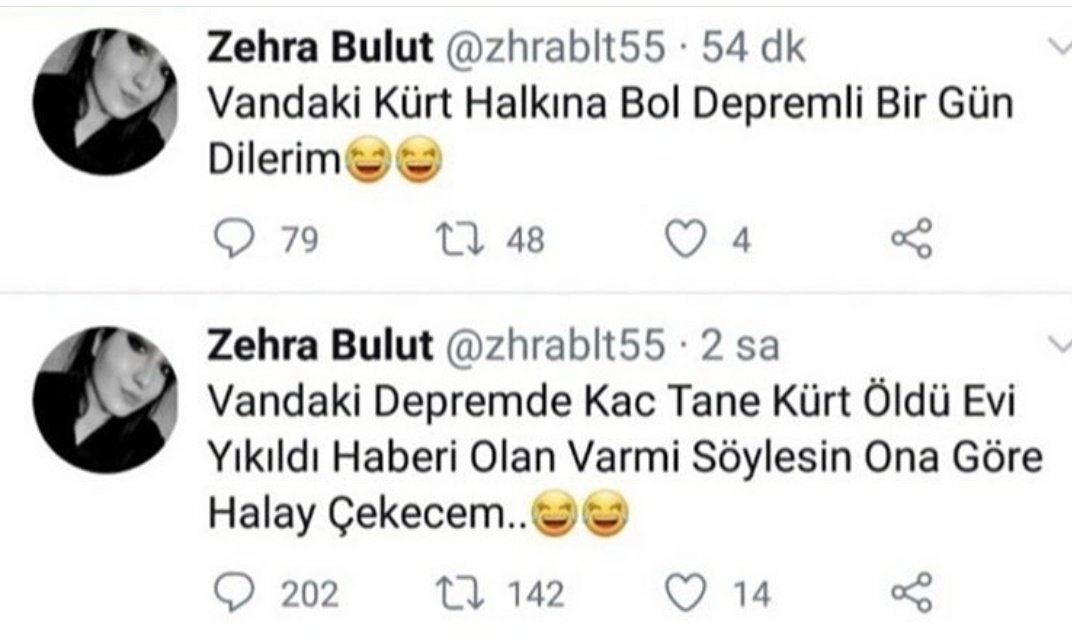 Zehra Bulut @zhrablt55 · 54 dk
Vandaki Kürt Halkına Bol Depremli Bir Gün
Dilerim😆😆
79 48 4
Zehra Bulut @zhrablt55 · 2 sa
Vandaki Depremde Kac Tane Kürt Öldü Evi
Yıkıldı Haberi Olan Varmi Söylesin Ona Göre
Halay Çekecem..😆😆
202 142 14